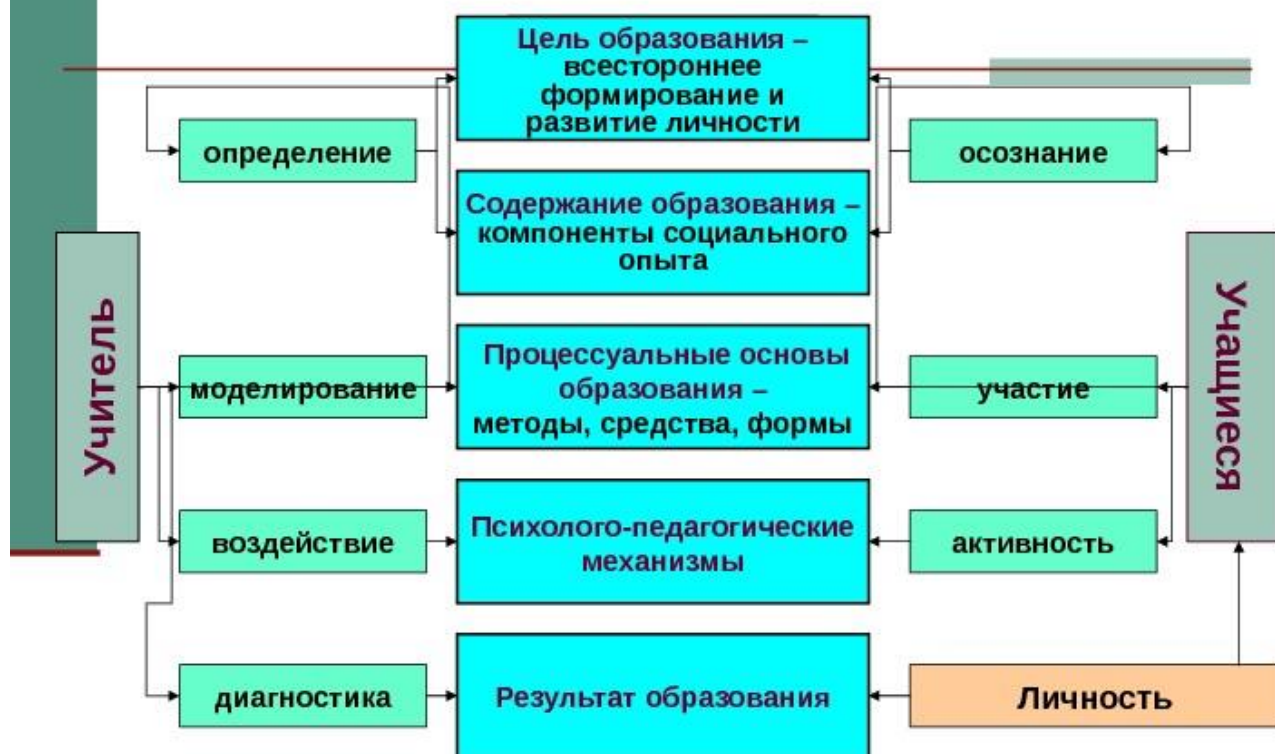 Цель образования –
всестороннее
формирование и
развитие личности
определение
осознание
Содержание образования –
компоненты социального
опыта
Учитель
Учащиеся
Процессуальные основы
образования –
методы, средства, формы
моделирование
участие
воздействие
Психолого-педагогические
механизмы
активность
диагностика
Результат образования
Личность